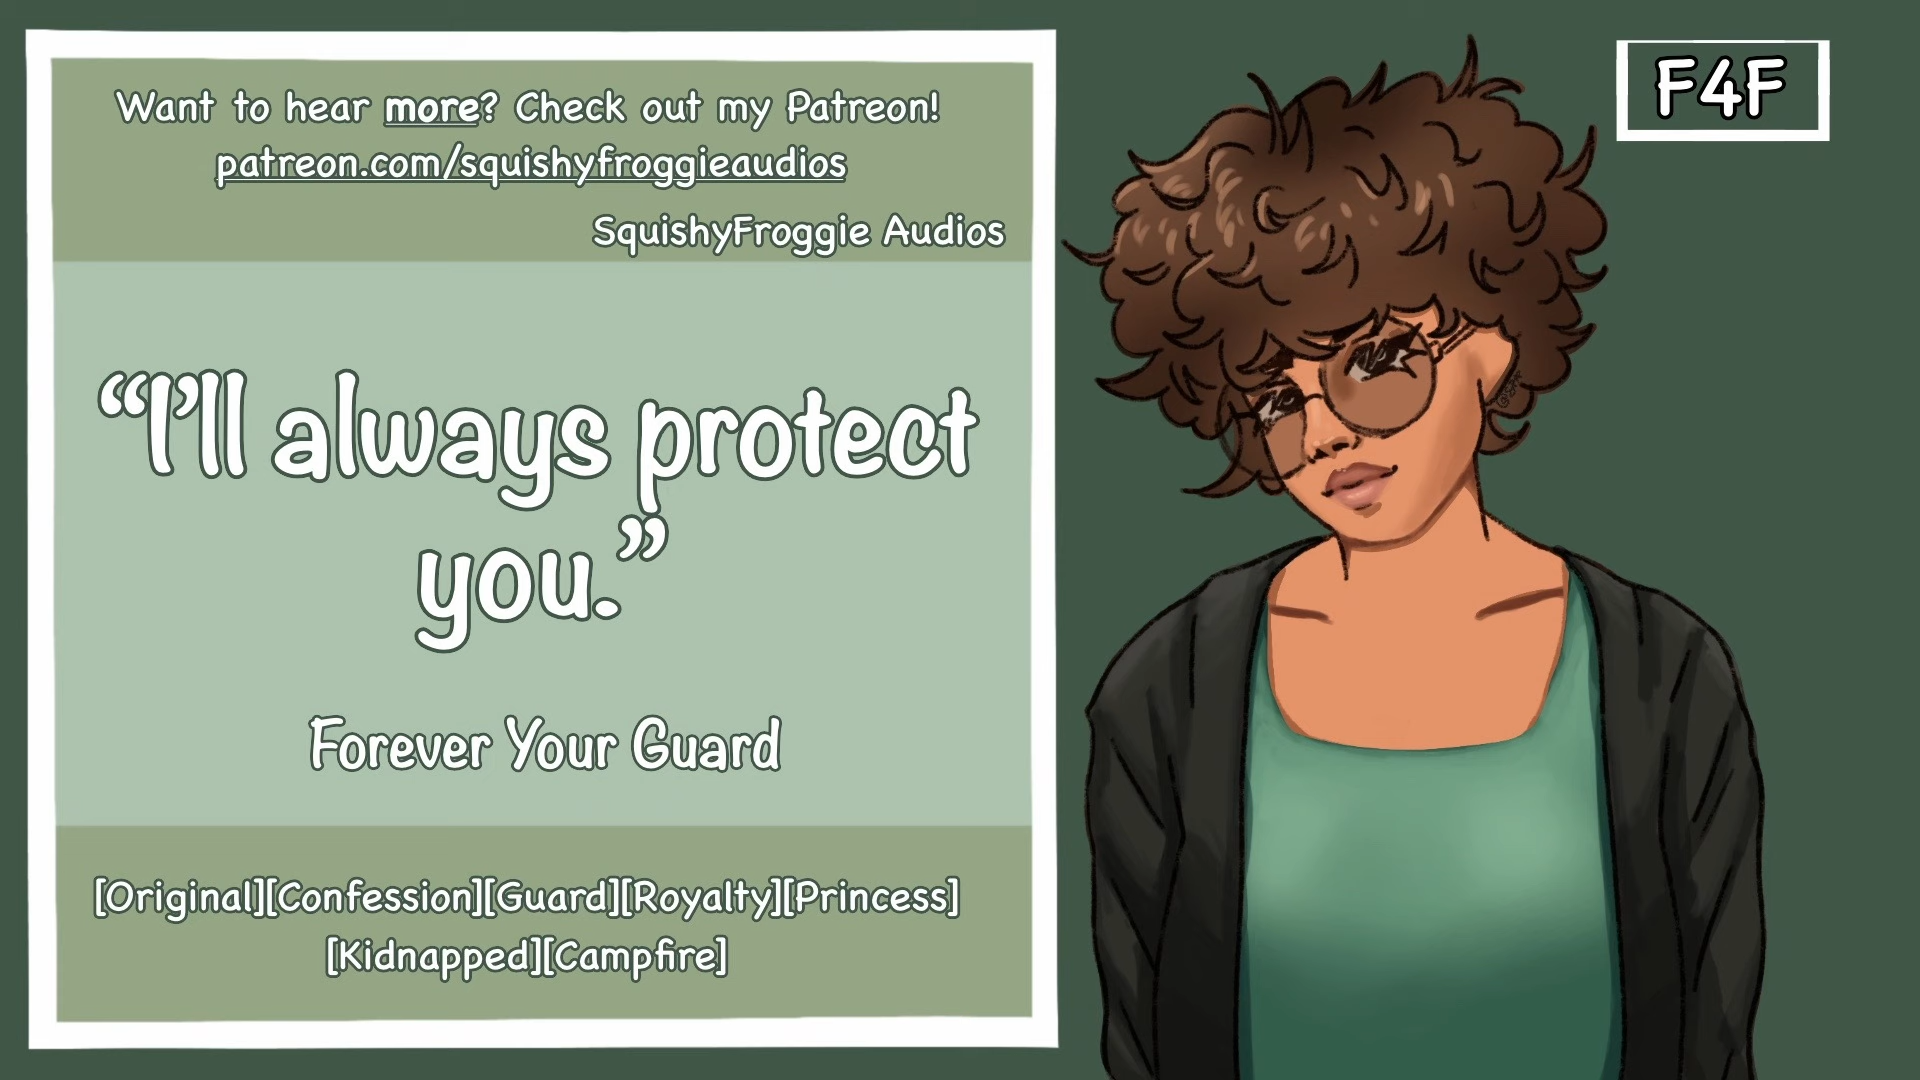 Want to hear more? Check out my Patreon!
patreon.com/squishyfroggieaudios
SquishyFroggie Audios
F4F
“I’ll always protect
you.”
Forever Your Guard
[Original][Confession][Guard][Royalty][Princess]
[Kidnapped][Campfire]